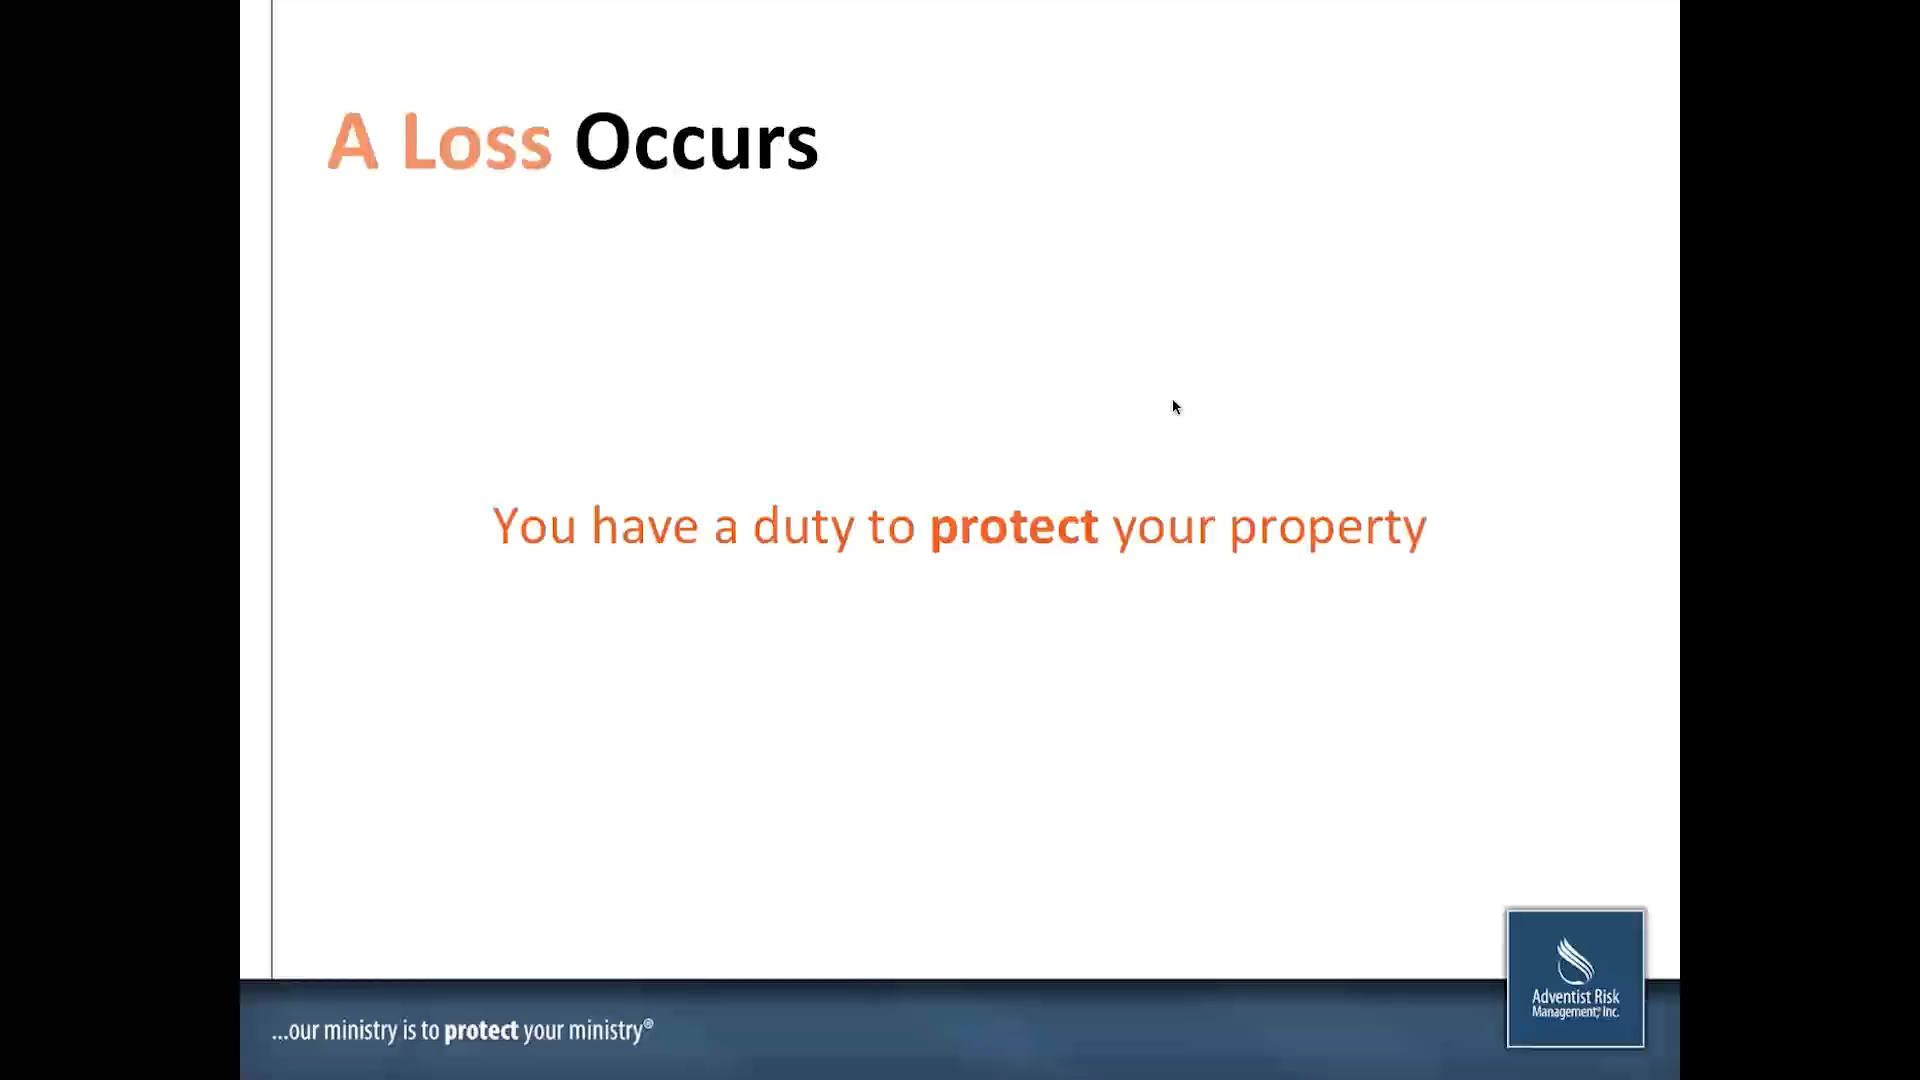 A Loss Occurs
You have a duty to protect your property
...our ministry is to protect your ministry®
Adventist Risk
Management, Inc.